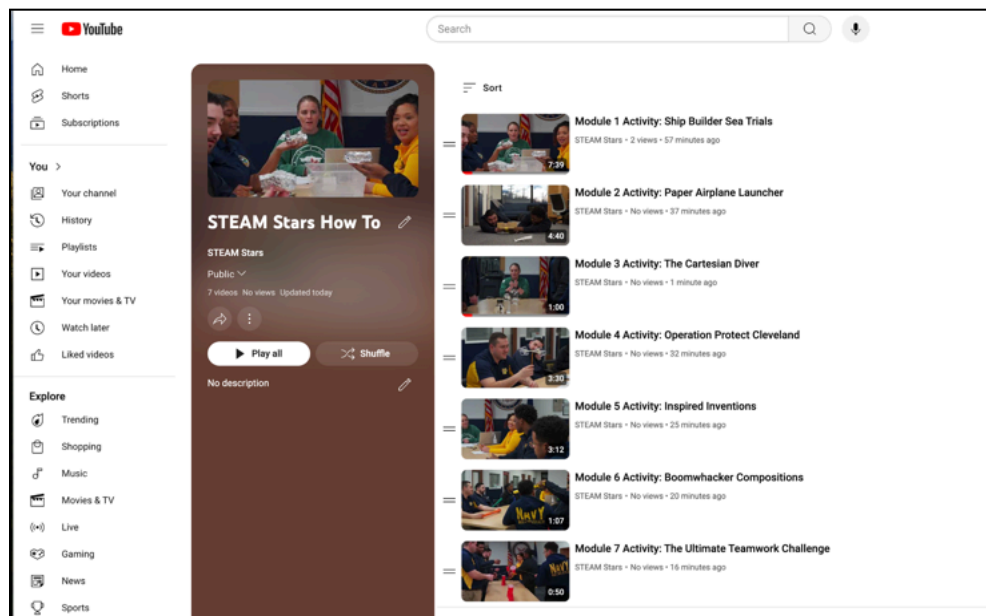 YouTube
Search
Home
Shorts
Subscriptions
You >
Your channel
History
Playlists
Your videos
Your movies & TV
Watch later
Liked videos
Explore
Trending
Shopping
Music
Movies & TV
Live
Gaming
News
Sports
STEAM Stars How To
STEAM Stars
Public
7 videos No views Updated today
Play all
Shuffle
No description
Sort
7:39
Module 1 Activity: Ship Builder Sea Trials
STEAM Stars • 2 views • 57 minutes ago
4:40
Module 2 Activity: Paper Airplane Launcher
STEAM Stars • No views • 37 minutes ago
1:00
Module 3 Activity: The Cartesian Diver
STEAM Stars • No views • 1 minute ago
3:30
Module 4 Activity: Operation Protect Cleveland
STEAM Stars • No views • 32 minutes ago
3:12
Module 5 Activity: Inspired Inventions
STEAM Stars • No views • 25 minutes ago
NAVY
1:07
Module 6 Activity: Boomwhacker Compositions
STEAM Stars • No views • 20 minutes ago
NAVY
0:50
Module 7 Activity: The Ultimate Teamwork Challenge
STEAM Stars • No views • 16 minutes ago